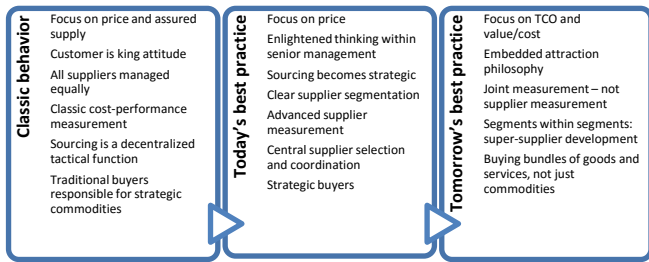 Classic behavior
Focus on price and assured
supply
Customer is king attitude
All suppliers managed
equally
Classic cost-performance
measurement
Sourcing is a decentralized
tactical function
Traditional buyers
responsible for strategic
commodities
Today's best practice
Focus on price
Enlightened thinking within
senior management
Sourcing becomes strategic
Clear supplier segmentation
Advanced supplier
measurement
Central supplier selection
and coordination
Strategic buyers
Tomorrow's best practice
Focus on TCO and
value/cost
Embedded attraction
philosophy
Joint measurement – not
supplier measurement
Segments within segments:
super-supplier development
Buying bundles of goods and
services, not just
commodities